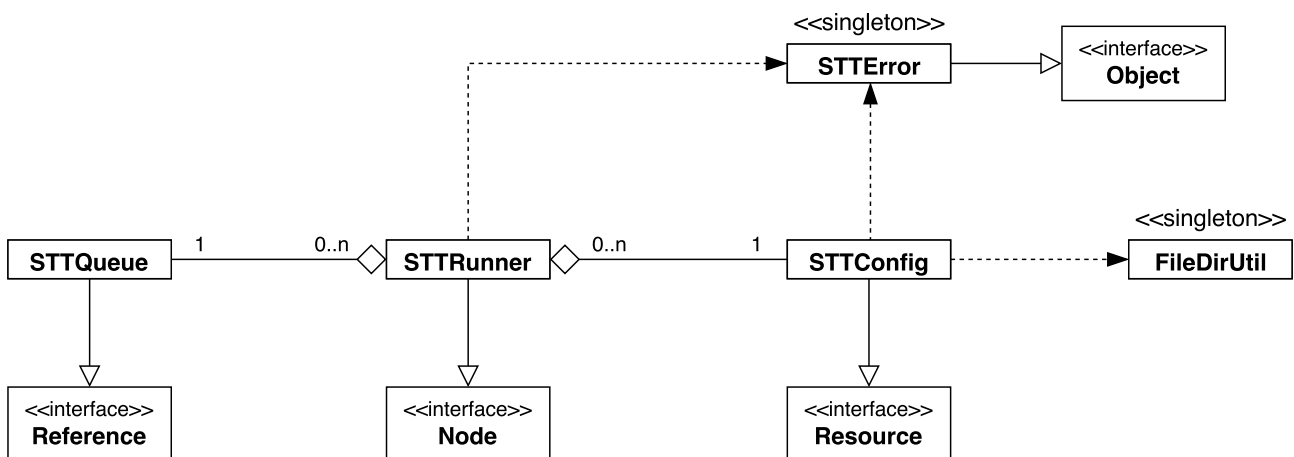 <<singleton>>
STTError
<<interface>>
Object
<<singleton>>
FileDirUtil
STTQueue
1
0..n
STTRunner
0..n
1
STTConfig
<<interface>>
Reference
<<interface>>
Node
<<interface>>
Resource